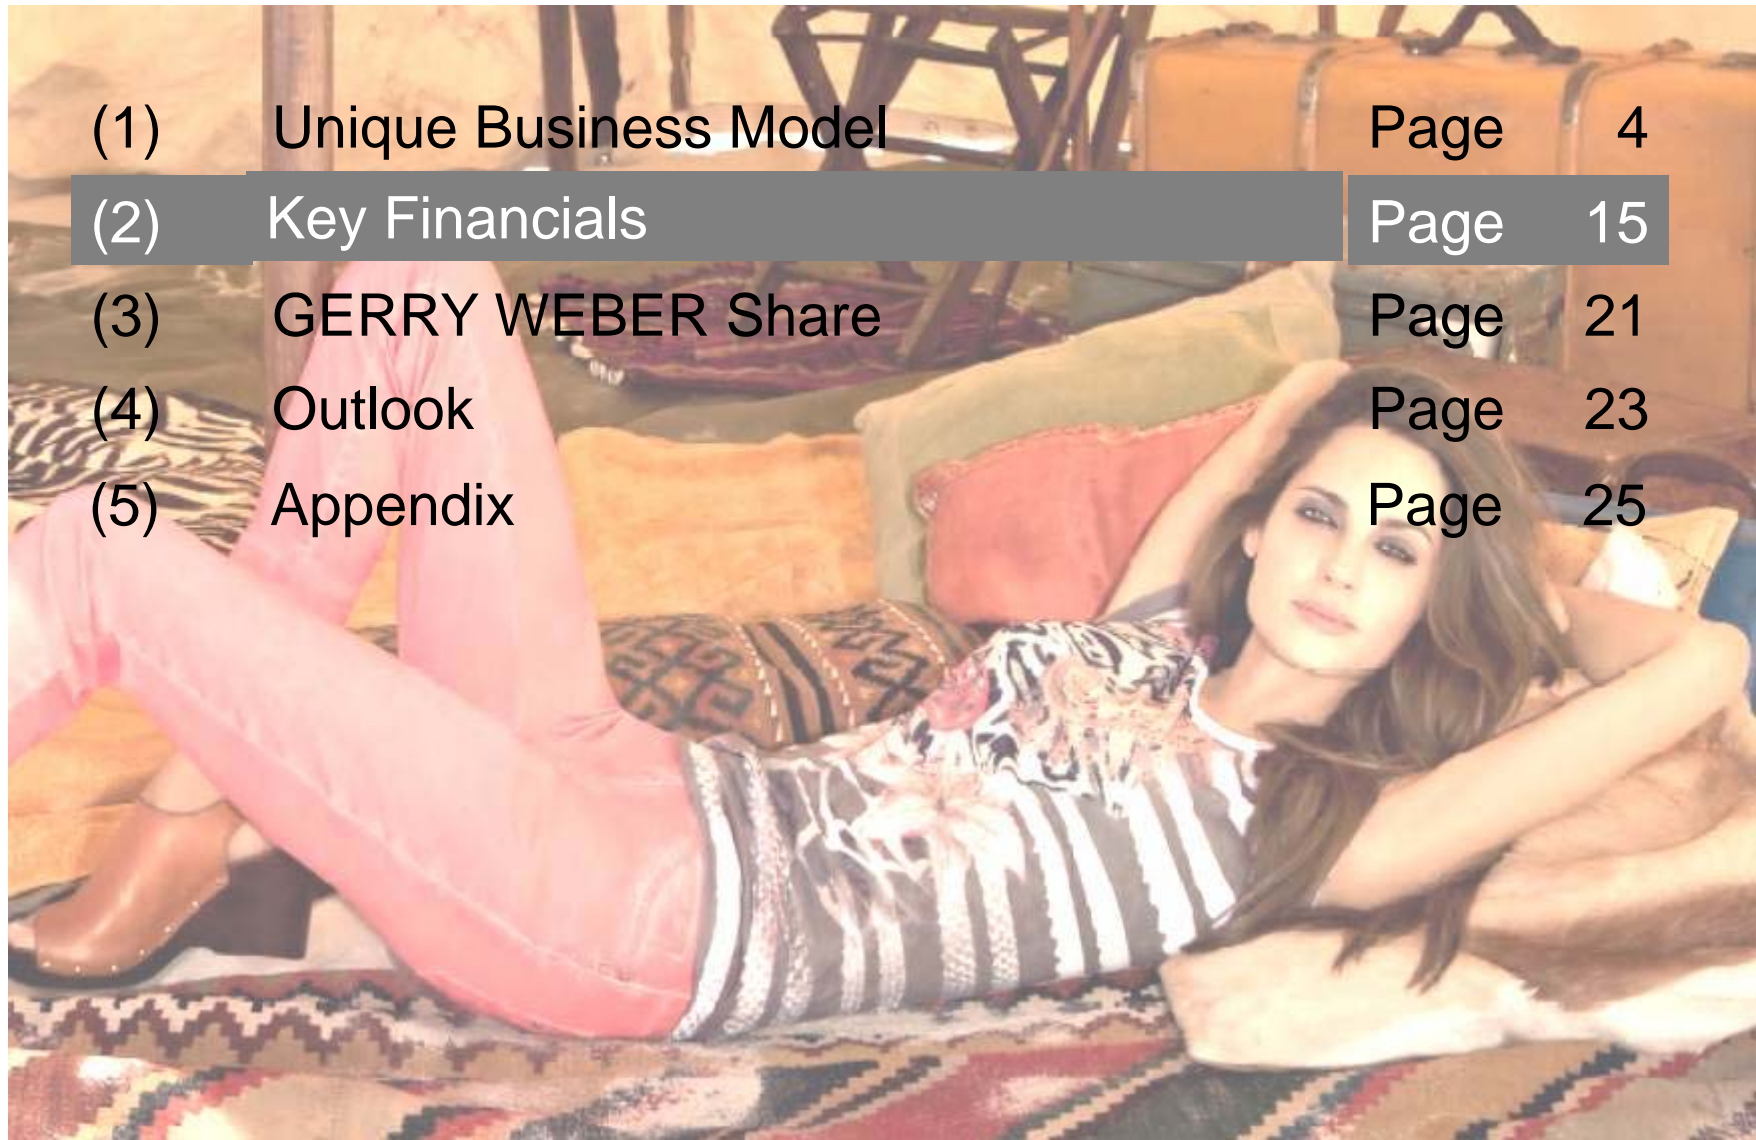 (1) Unique Business Model Page 4
(2) Key Financials Page 15
(3) GERRY WEBER Share Page 21
(4) Outlook Page 23
(5) Appendix Page 25